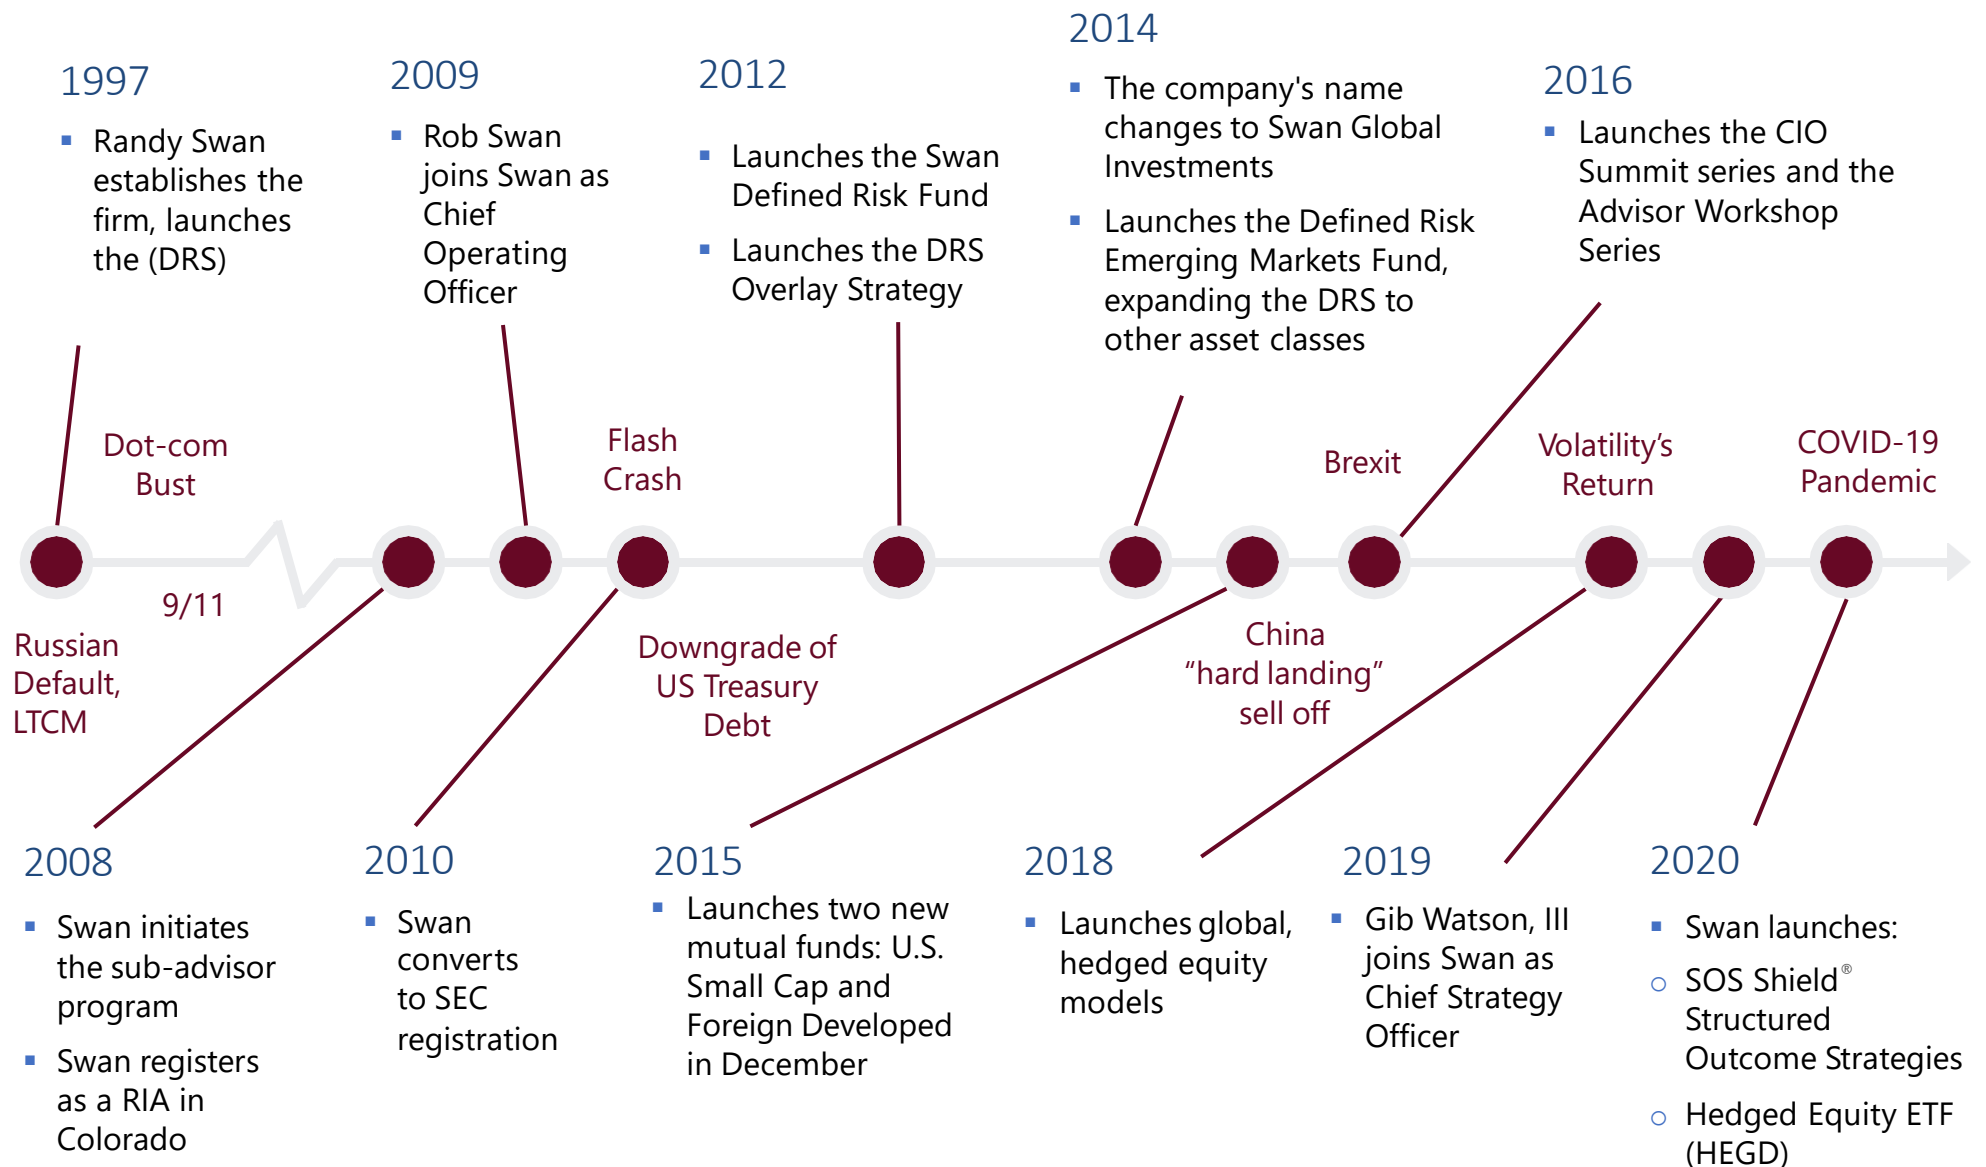 1997
▪ Randy Swan
establishes the
firm, launches
the (DRS)
2009
▪ Rob Swan
joins Swan as
Chief
Operating
Officer
2012
▪ Launches the Swan
Defined Risk Fund
▪ Launches the DRS
Overlay Strategy
2014
▪ The company's name
changes to Swan Global
Investments
▪ Launches the Defined Risk
Emerging Markets Fund,
expanding the DRS to
other asset classes
2016
▪ Launches the CIO
Summit series and the
Advisor Workshop
Series
Dot-com
Bust
Flash
Crash
Brexit
Volatility’s
Return
COVID-19
Pandemic
9/11
Russian
Default,
LTCM
Downgrade of
US Treasury
Debt
China
“hard landing”
sell off
2008
▪ Swan initiates
the sub-advisor
program
▪ Swan registers
as a RIA in
Colorado
2010
▪ Swan
converts
to SEC
registration
2015
▪ Launches two new
mutual funds: U.S.
Small Cap and
Foreign Developed
in December
2018
▪ Launches global,
hedged equity
models
2019
▪ Gib Watson, III
joins Swan as
Chief Strategy
Officer
2020
▪ Swan launches:
○ SOS Shield®
Structured
Outcome Strategies
○ Hedged Equity ETF
(HEGD)